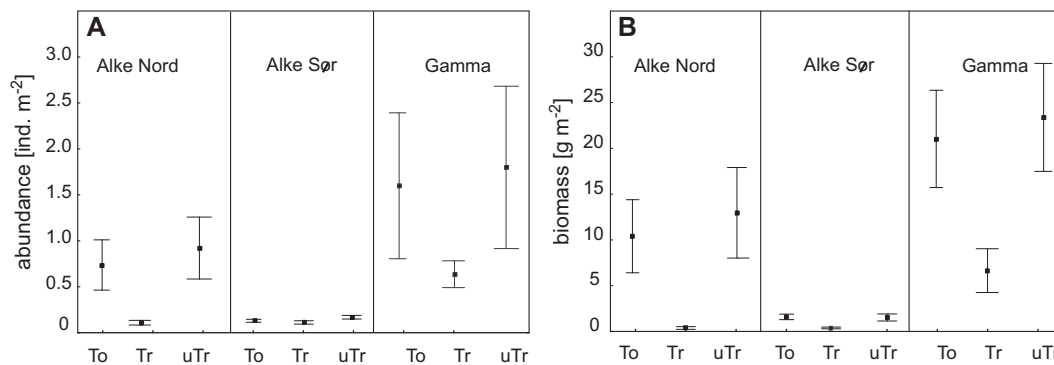 A
Alke Nord
Alke Sør
Gamma
abundance [ind. m-2]
3.0
2.5
2.0
1.5
1.0
0.5
0
To Tr uTr To Tr uTr To Tr uTr
B
Alke Nord
Alke Sør
Gamma
biomass [g m-2]
35
30
25
20
15
10
5
0
To Tr uTr To Tr uTr To Tr uTr